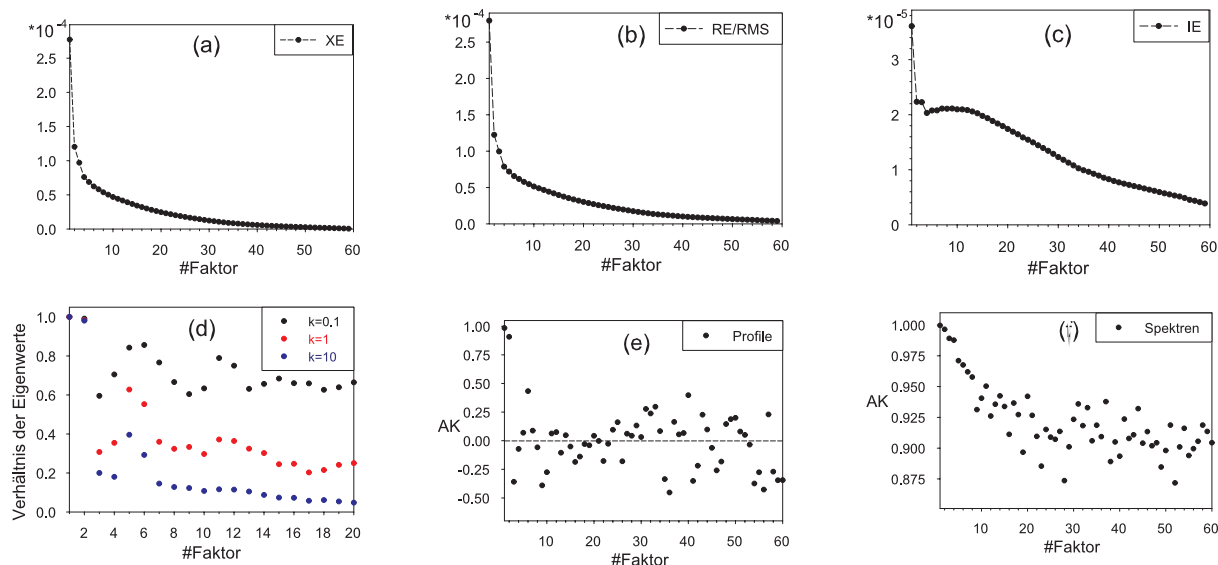 *10 -4
(a)
XE
3.0
2.5
2.0
1.5
1.0
0.5
0.0
10 20 30 40 50 60
#Faktor
*10 -4
(b)
RE/RMS
3.0
2.5
2.0
1.5
1.0
0.5
0.0
10 20 30 40 50 60
#Faktor
*10 -5
(c)
IE
3
2
1
0
10 20 30 40 50 60
#Faktor
Verhältnis der Eigenwerte
(d)
k=0.1
k=1
k=10
1.0
0.8
0.6
0.4
0.2
0.0
2 4 6 8 10 12 14 16 18 20
#Faktor
AK
(e)
Profile
1.00
0.75
0.50
0.25
0.00
-0.25
-0.50
10 20 30 40 50 60
#Faktor
AK
Spektren
1.000
0.975
0.950
0.925
0.900
0.875
10 20 30 40 50 60
#Faktor